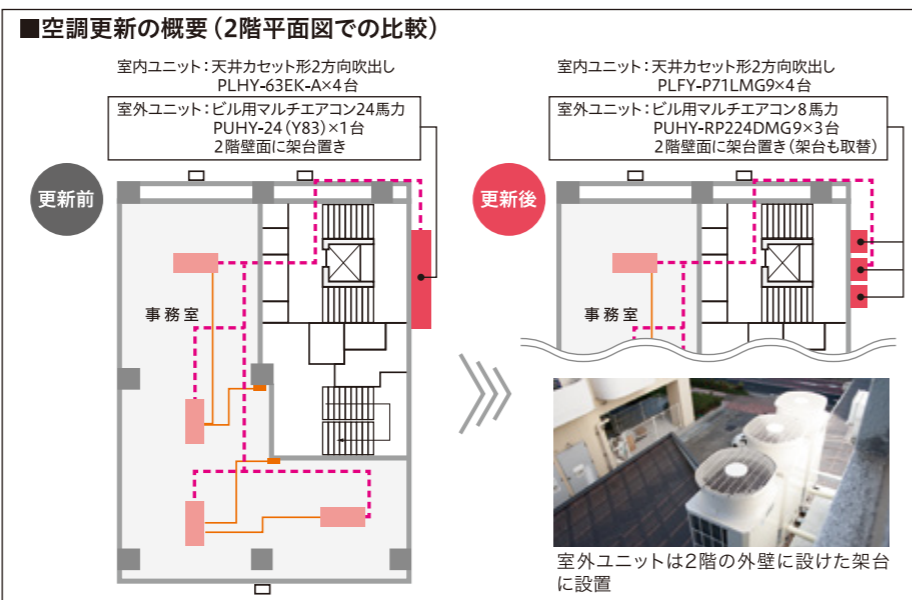 ■空調更新の概要（2階平面図での比較）
室内ユニット：天井カセット形2方向吹出し
PLHY-63EK-A×4台
室外ユニット：ビル用マルチエアコン24馬力
PUHY-24（Y83）×1台
2階壁面に架台置き
更新前
事務室
室内ユニット：天井カセット形2方向吹出し
PLFY-P71LMG9×4台
室外ユニット：ビル用マルチエアコン8馬力
PUHY-RP224DMG9×3台
2階壁面に架台置き（架台も取替）
更新後
事務室
室外ユニットは2階の外壁に設けた架台
に設置